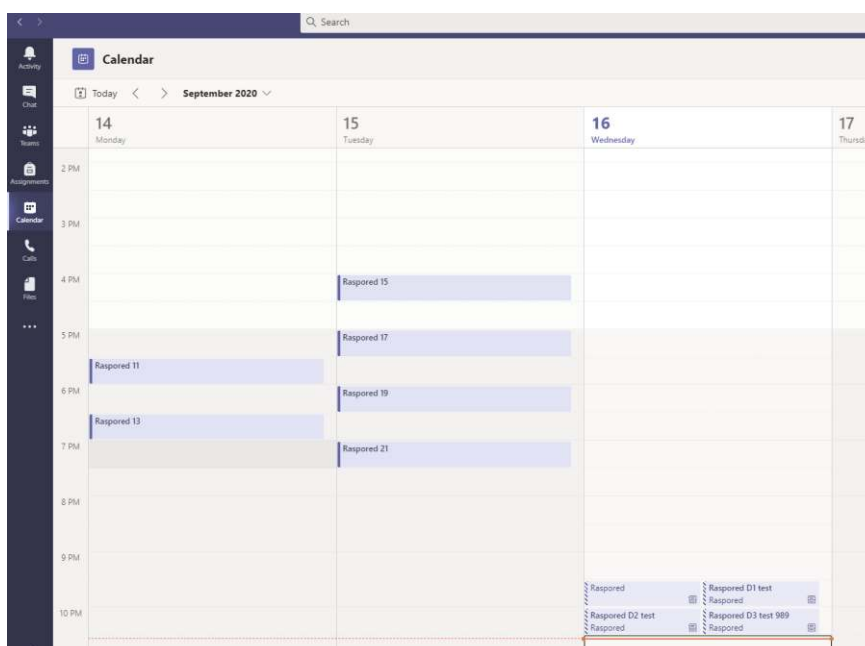 Search
Activity
Chat
Teams
Assignments
Calendar
Calls
Files
Calendar
Today
September 2020
14
Monday
15
Tuesday
16
Wednesday
17
Thursd
2 PM
3 PM
4 PM
5 PM
6 PM
7 PM
8 PM
9 PM
10 PM
Raspored 11
Raspored 13
Raspored 15
Raspored 17
Raspored 19
Raspored 21
Raspored
Raspored D1 test
Raspored
Raspored D2 test
Raspored
Raspored D3 test 989
Raspored